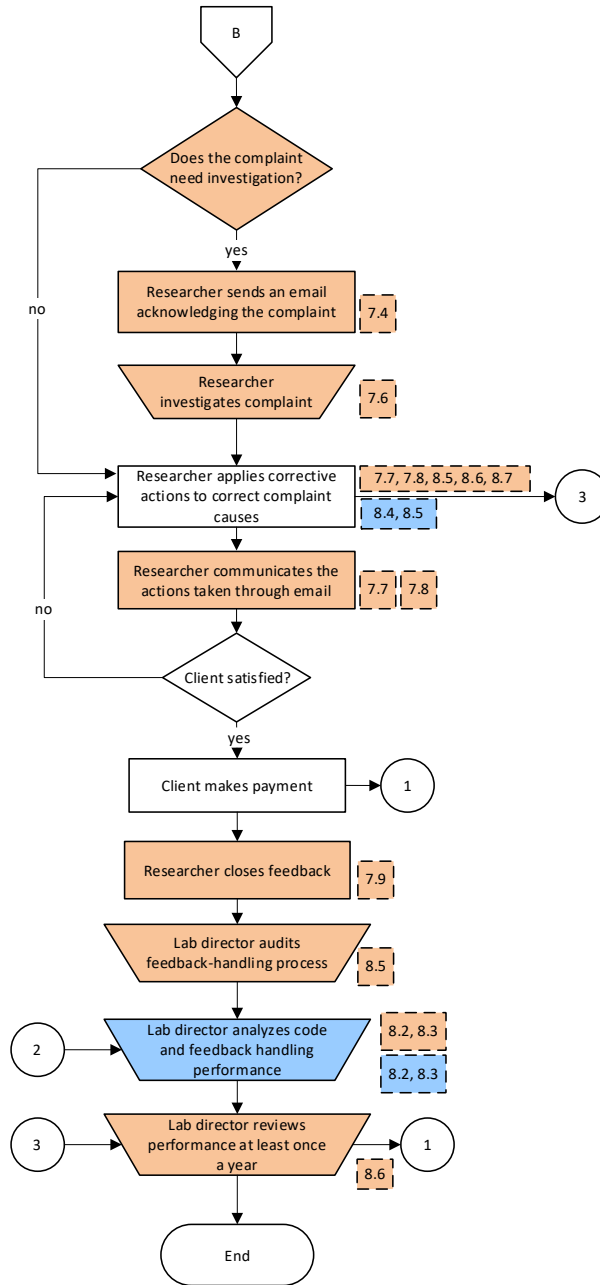 B
Does the complaint
need investigation?
yes
no
Researcher sends an email
acknowledging the complaint
7.4
Researcher
investigates complaint
7.6
Researcher applies corrective
actions to correct complaint
causes
7.7, 7.8, 8.5, 8.6, 8.7
8.4, 8.5
3
Researcher communicates the
actions taken through email
7.7
7.8
no
Client satisfied?
yes
Client makes payment
1
Researcher closes feedback
7.9
Lab director audits
feedback-handling process
8.5
2
Lab director analyzes code
and feedback handling
performance
8.2, 8.3
8.2, 8.3
3
Lab director reviews
performance at least once
a year
1
8.6
End